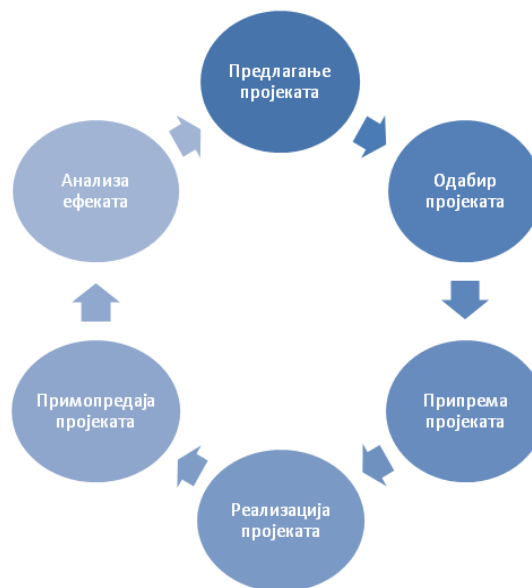 Предлагање
пројеката
Одабир
пројеката
Припрема
пројеката
Реализација
пројеката
Примопредаја
пројеката
Анализа
ефеката